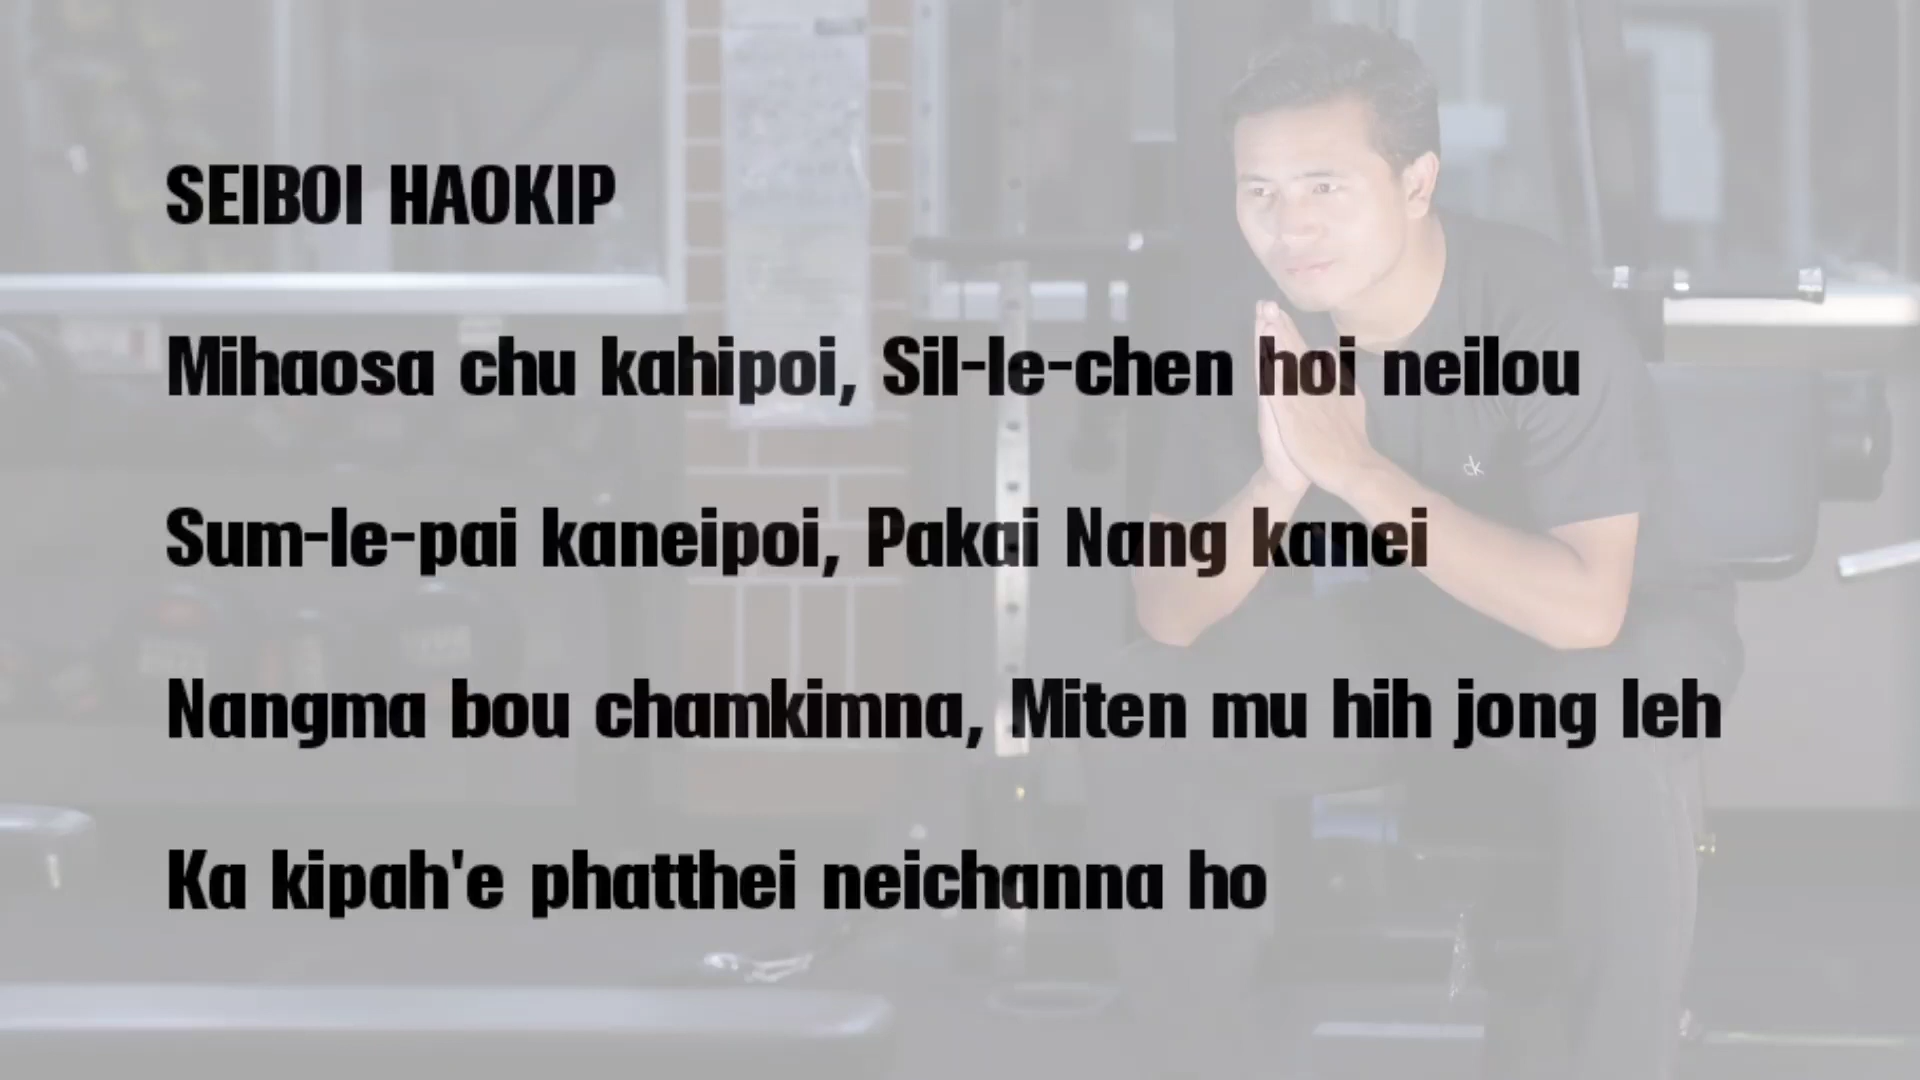 SEIBOI HAOKIP
Mihaosa chu kahipoi, Sil-le-chen hoi neilou
Sum-le-pai kaneipoi, Pakai Nang kanei
Nangma bou chamkimna, Miten mu hih jong leh
Ka kipah'e phatthei neichanna ho
ck